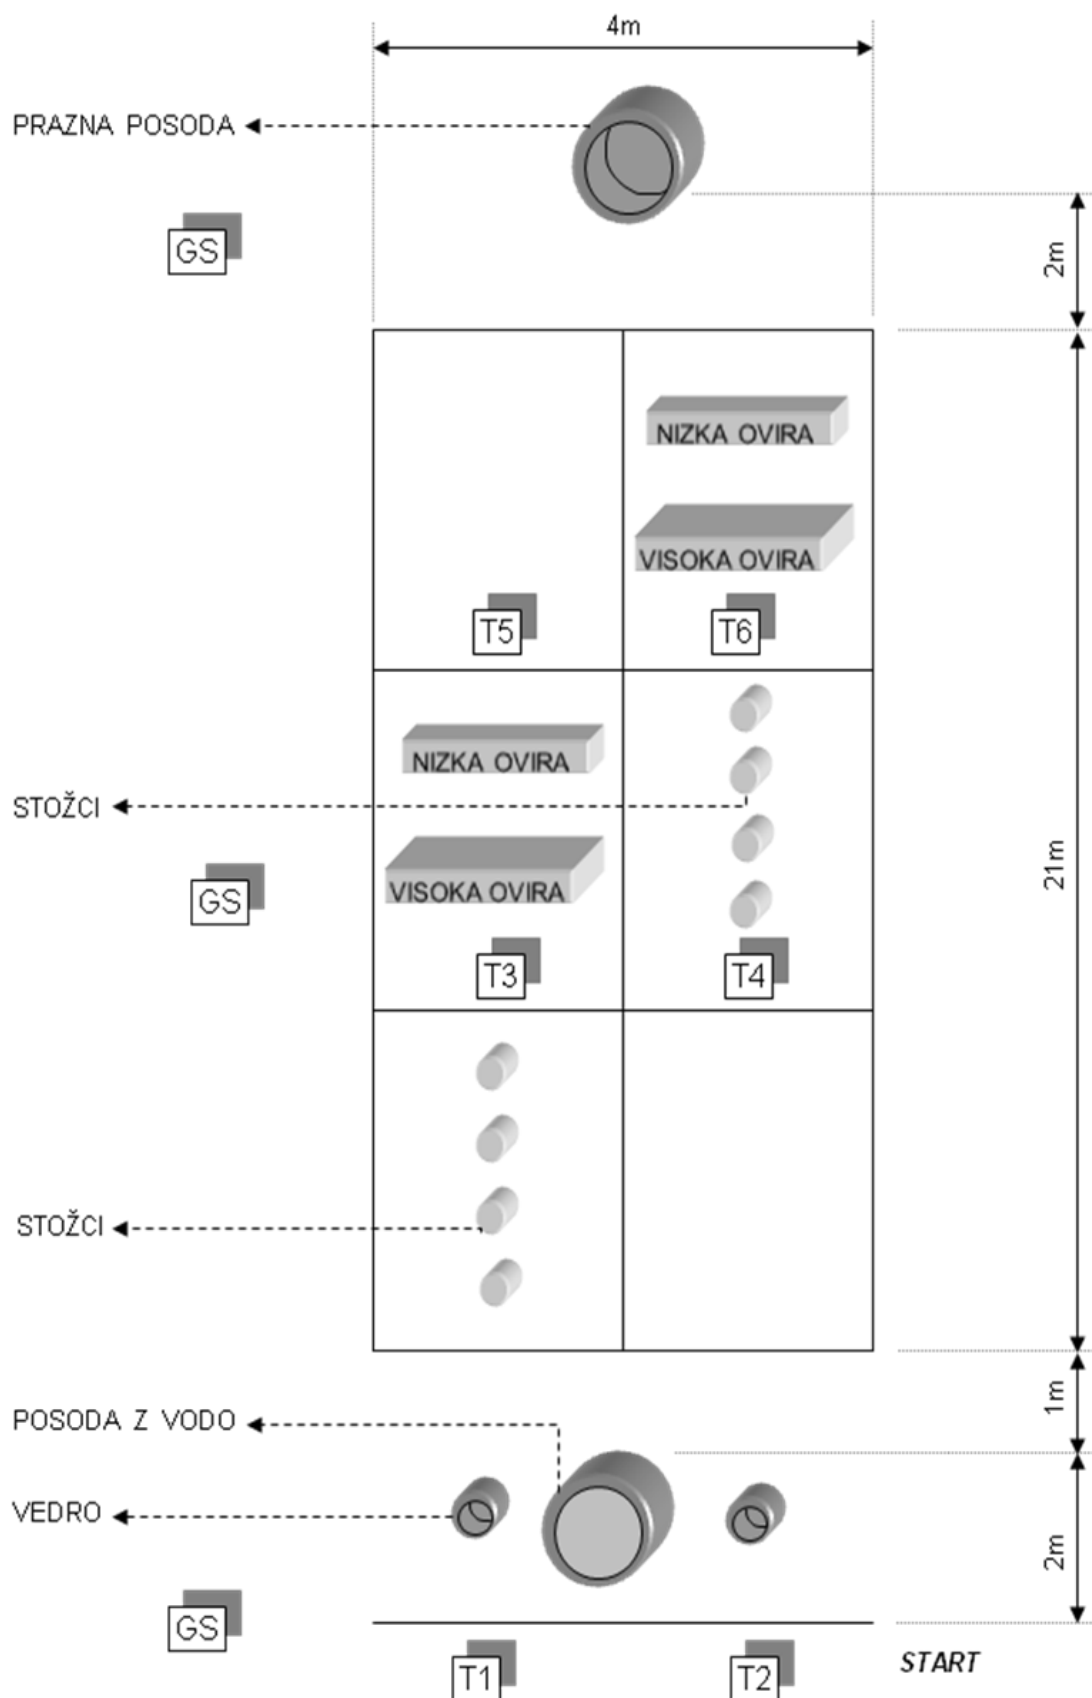 4m
PRAZNA POSODA
GS
2m
NIZKA OVIRA
VISOKA OVIRA
T5
T6
NIZKA OVIRA
STOŽCI
21m
VISOKA OVIRA
GS
T3
T4
STOŽCI
1m
POSODA Z VODO
VEDRO
2m
GS
T1
T2
START